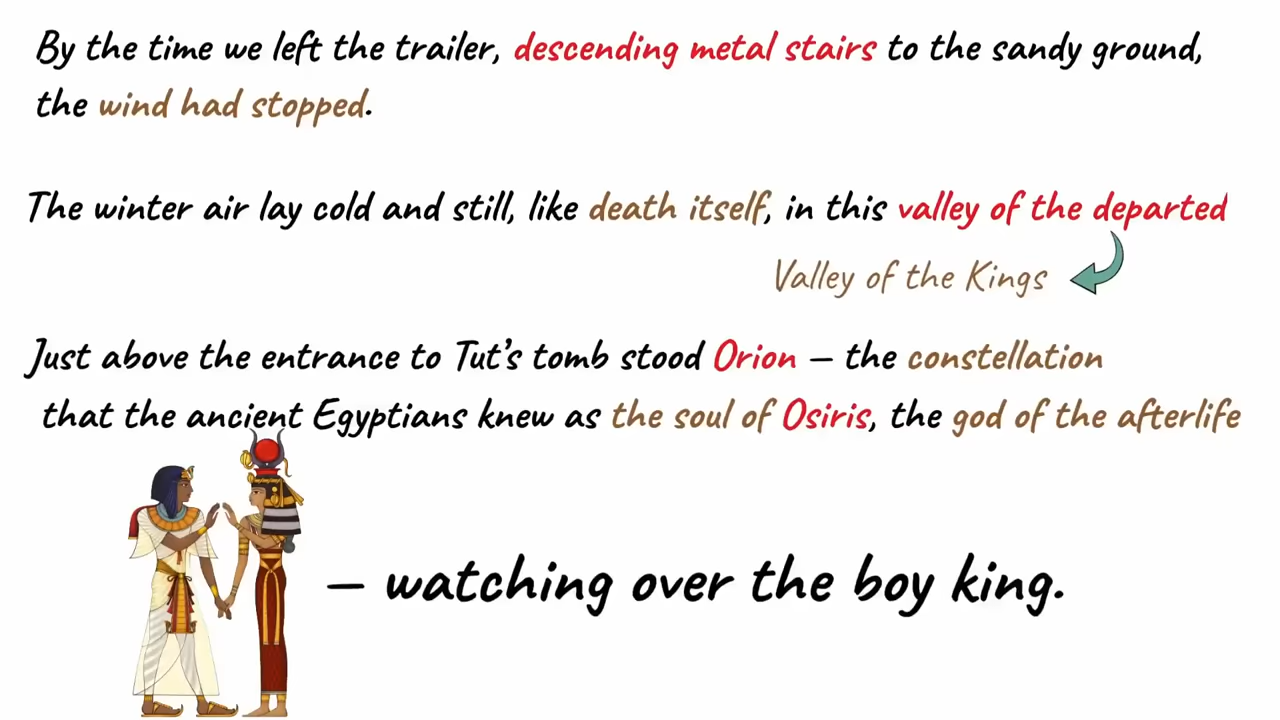 By the time we left the trailer, descending metal stairs to the sandy ground,
the wind had stopped.
The winter air lay cold and still, like death itself, in this valley of the departed
Valley of the Kings
Just above the entrance to Tut's tomb stood Orion – the constellation
that the ancient Egyptians knew as the soul of Osiris, the god of the afterlife
– watching over the boy king.